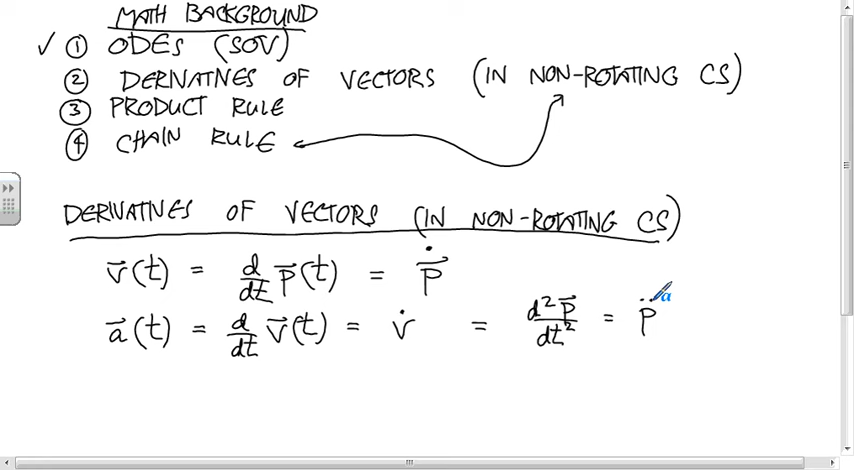 MATH BACKGROUND
✓ ① ODES (SOV)
② DERIVATIVES OF VECTORS (IN NON-ROTATING CS)
③ PRODUCT RULE
④ CHAIN RULE
DERIVATIVES OF VECTORS (IN NON-ROTATING CS)
v⃗(t) = d/dt p⃗(t) = p⃗̇
a⃗(t) = d/dt v⃗(t) = v̇ = d²p⃗/dt² = p̈